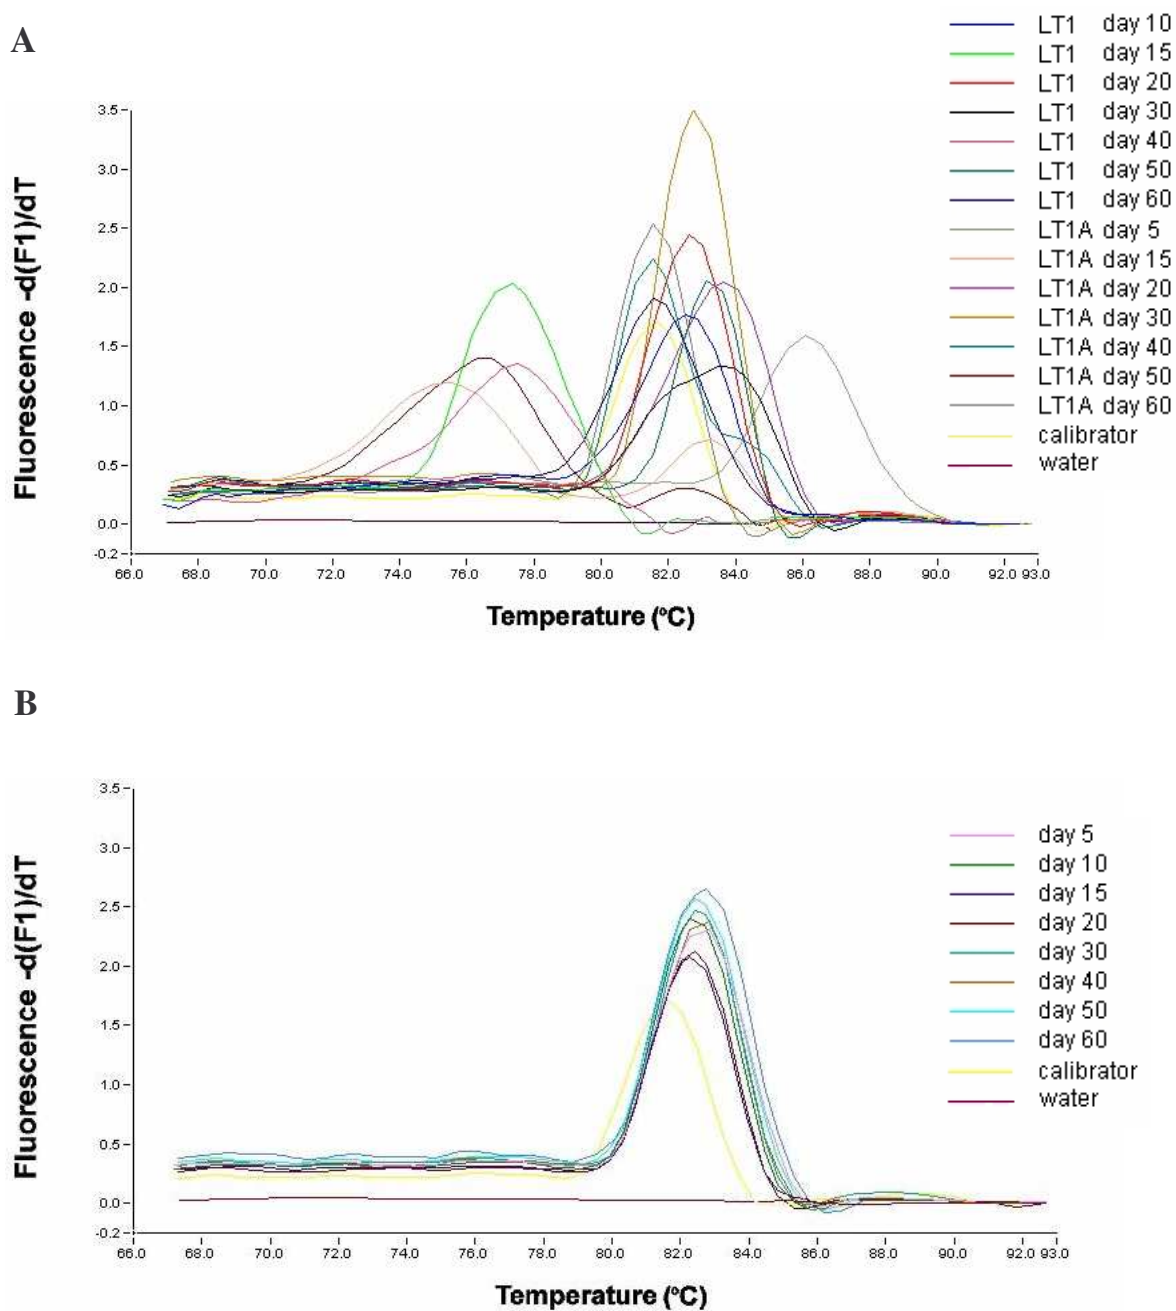 A
LT1 day 10
LT1 day 15
LT1 day 20
LT1 day 30
LT1 day 40
LT1 day 50
LT1 day 60
LT1A day 5
LT1A day 15
LT1A day 20
LT1A day 30
LT1A day 40
LT1A day 50
LT1A day 60
calibrator
water
Fluorescence -d(F1)/dT
3.5
3.0
2.5
2.0
1.5
1.0
0.5
0.0
-0.2
66.0 68.0 70.0 72.0 74.0 76.0 78.0 80.0 82.0 84.0 86.0 88.0 90.0 92.0 93.0
Temperature (°C)
B
day 5
day 10
day 15
day 20
day 30
day 40
day 50
day 60
calibrator
water
Fluorescence -d(F1)/dT
3.5
3.0
2.5
2.0
1.5
1.0
0.5
0.0
-0.2
66.0 68.0 70.0 72.0 74.0 76.0 78.0 80.0 82.0 84.0 86.0 88.0 90.0 92.0 93.0
Temperature (°C)